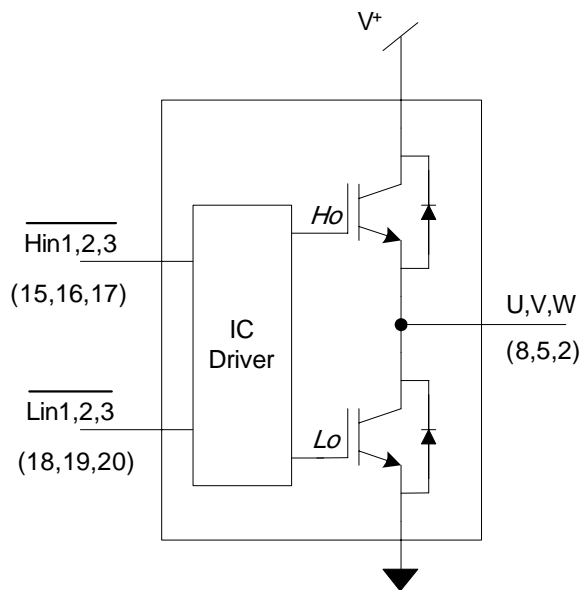 V+
Ho
Hin1,2,3
(15,16,17)
IC
Driver
U,V,W
(8,5,2)
Lin1,2,3
(18,19,20)
Lo